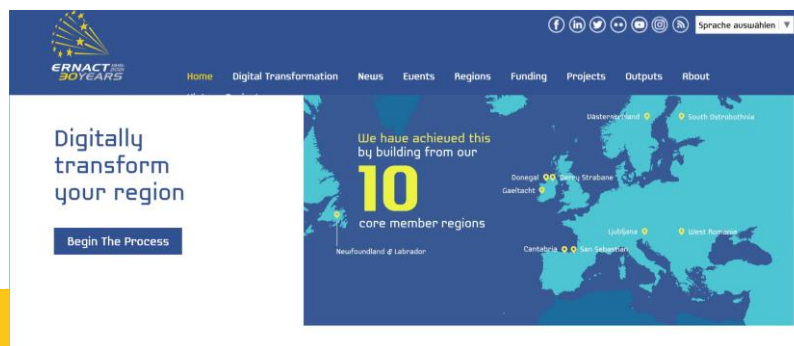 Sprache auswählen
ERNACT
30YEARS
Home Digital Transformation News Events Regions Funding Projects Outputs About
Digitally
transform
your region
Begin The Process
We have achieved this
by building from our
10
core member regions
Newfoundland & Labrador
Västernorrland
South Ostrobothnia
Donegal
Derry Strabane
Gaeltacht
Ljubljana
West Romania
Cantabria
San Sebastian